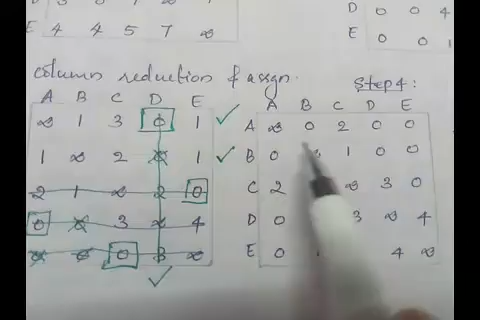 D 0 0 4
E 4 4 5 7 ∞
E 0 0 1
column reduction & assgn.
Step 4:
A B C D E
∞ 1 3 0 1 ✓
1 ∞ 2 0 1 ✓
2 1 ∞ 2 0
0 0 3 ∞ 4
0 0 0 3 ∞
✓
A B C D E
A ∞ 0 2 0 0
B 0 1 0 0
C 2 ∞ 3 0
D 0 3 ∞ 4
E 0 4 ∞